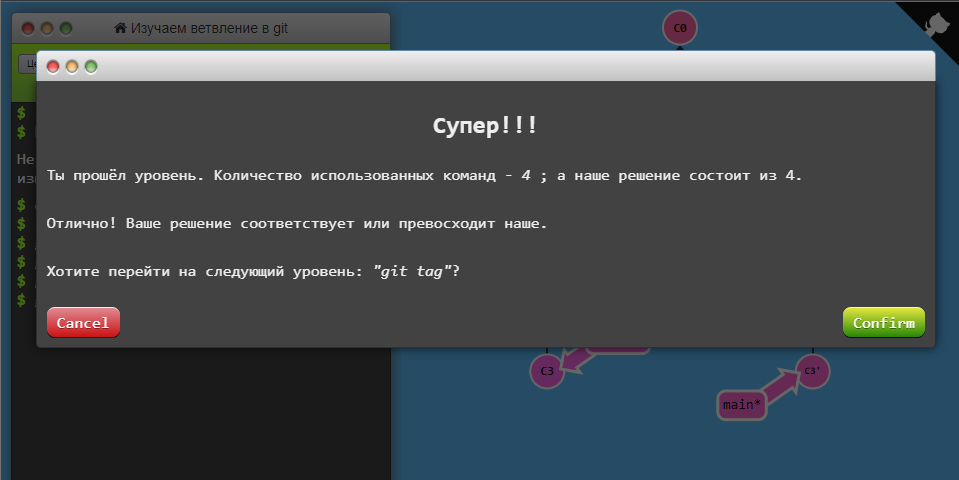 Изучаем ветвление в git
C0
$
$
Не
$
$
$
$
$
$
Супер!!!
Ты прошёл уровень. Количество использованных команд - 4 ; а наше решение состоит из 4.
Отлично! Ваше решение соответствует или превосходит наше.
Хотите перейти на следующий уровень: "git tag"?
Cancel
Confirm
C3
C3'
main*